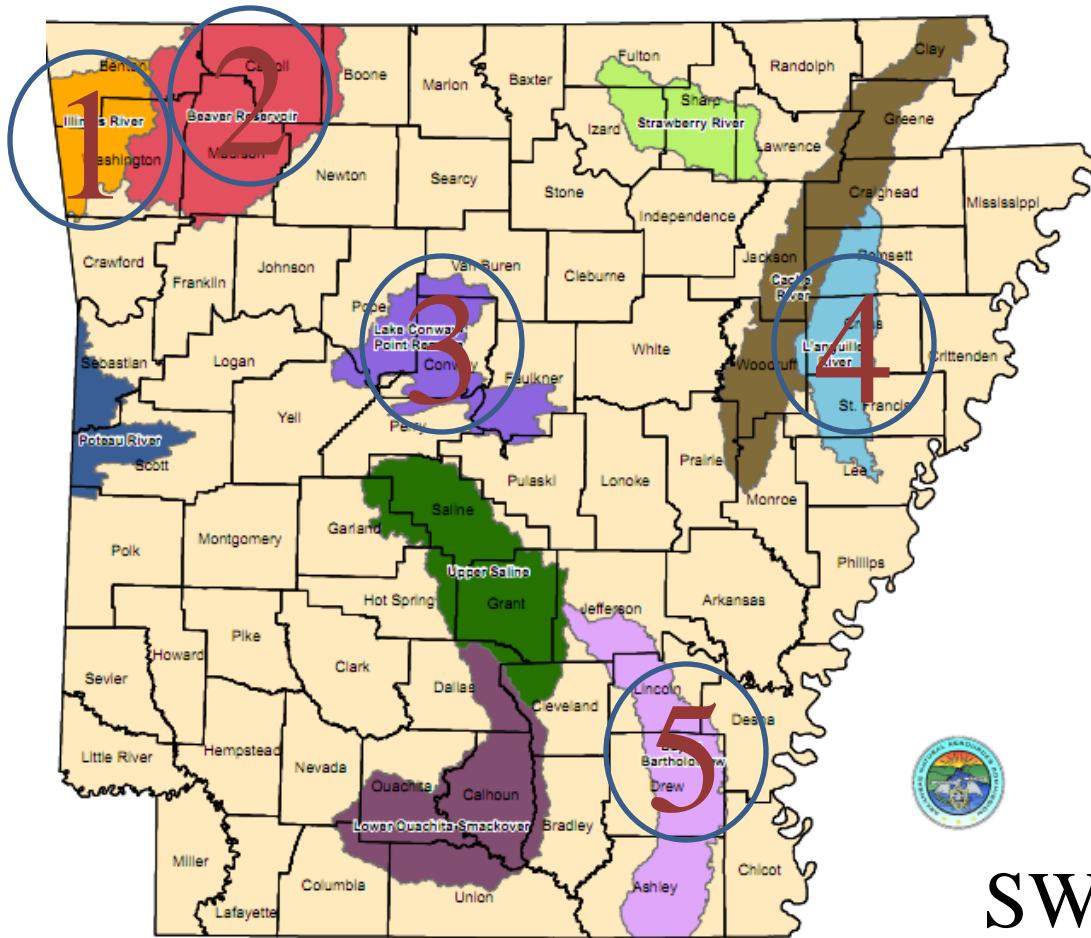 Benton
Carroll
Boone
Marion
Baxter
Fulton
Randolph
Clay
1
2
Illinois River
Beaver Reservoir
Washington
Madison
Sharp
Strawberry River
Izard
Lawrence
Greene
Newton
Searcy
Stone
Independence
Craighead
Mississippi
Crawford
Franklin
Johnson
Van Buren
Cleburne
Jackson
Poinsett
Pope
Cache
River
3
4
Lake Conway
Point
Conway
Cross
L'anguille
River
Sebastian
Logan
White
Woodruff
Crittenden
Faulkner
St. Francis
Yell
Perry
Poteau River
Scott
Prairie
Lee
Pulaski
Lonoke
Monroe
Saline
Garland
Polk
Montgomery
Phillips
Upper Saline
Hot Spring
Grant
Jefferson
Arkansas
Pike
Howard
Clark
Sevier
Dallas
Lincoln
Cleveland
Desha
5
Bartholomew
Little River
Hempstead
Nevada
Ouachita
Calhoun
Drew
Lower Ouachita Smackover
Bradley
Miller
Columbia
Union
Ashley
Chicot
Lafayette
ARKANSAS NATURAL RESOURCES COMMISSION
SW